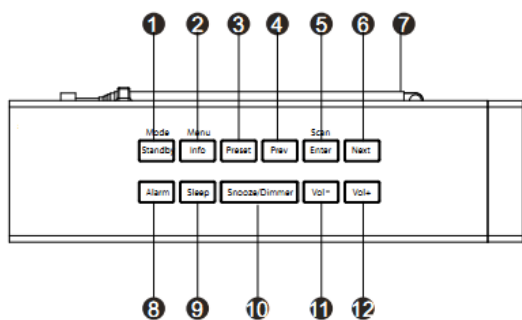 1 2 3 4 5 6 7
Mode Menu Scan
Standby Info Preset Prev Enter Next
Alarm Sleep Snooze/Dimmer Vol- Vol+
8 9 10 11 12